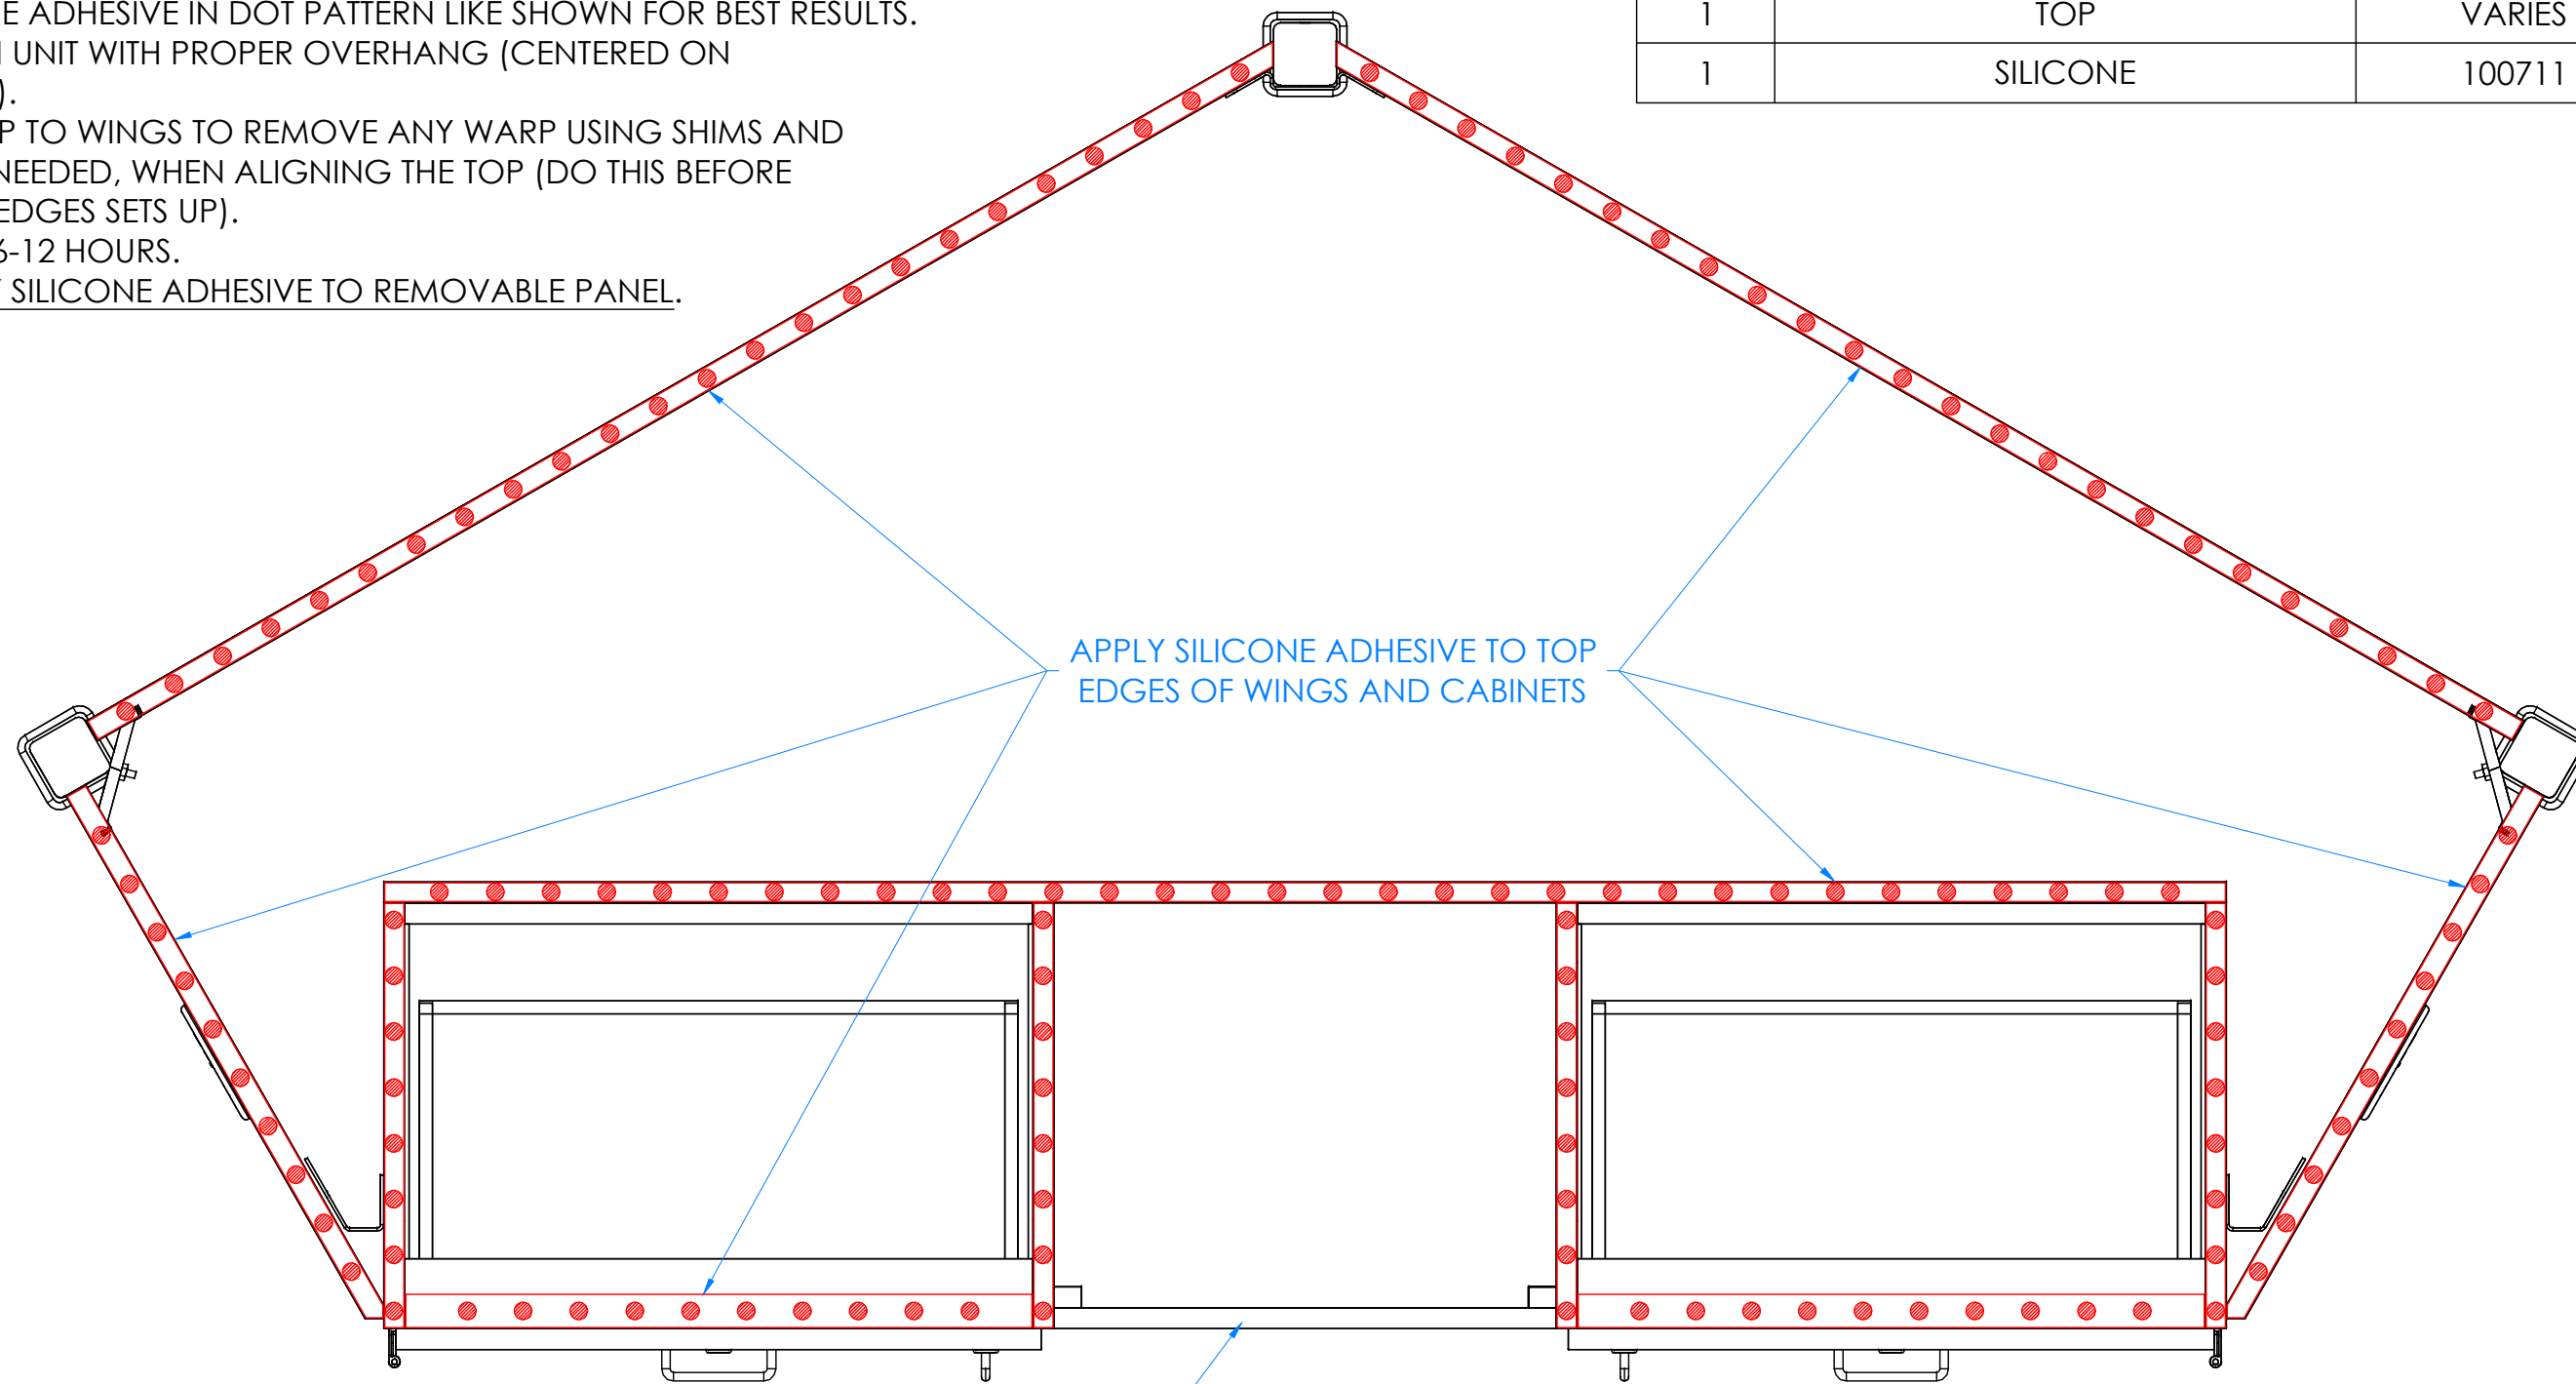 E ADHESIVE IN DOT PATTERN LIKE SHOWN FOR BEST RESULTS.
UNIT WITH PROPER OVERHANG (CENTERED ON
).
P TO WINGS TO REMOVE ANY WARP USING SHIMS AND
NEEDED, WHEN ALIGNING THE TOP (DO THIS BEFORE
EDGES SETS UP).
6-12 HOURS.
SILICONE ADHESIVE TO REMOVABLE PANEL.
1 TOP VARIES
1 SILICONE 100711
APPLY SILICONE ADHESIVE TO TOP
EDGES OF WINGS AND CABINETS